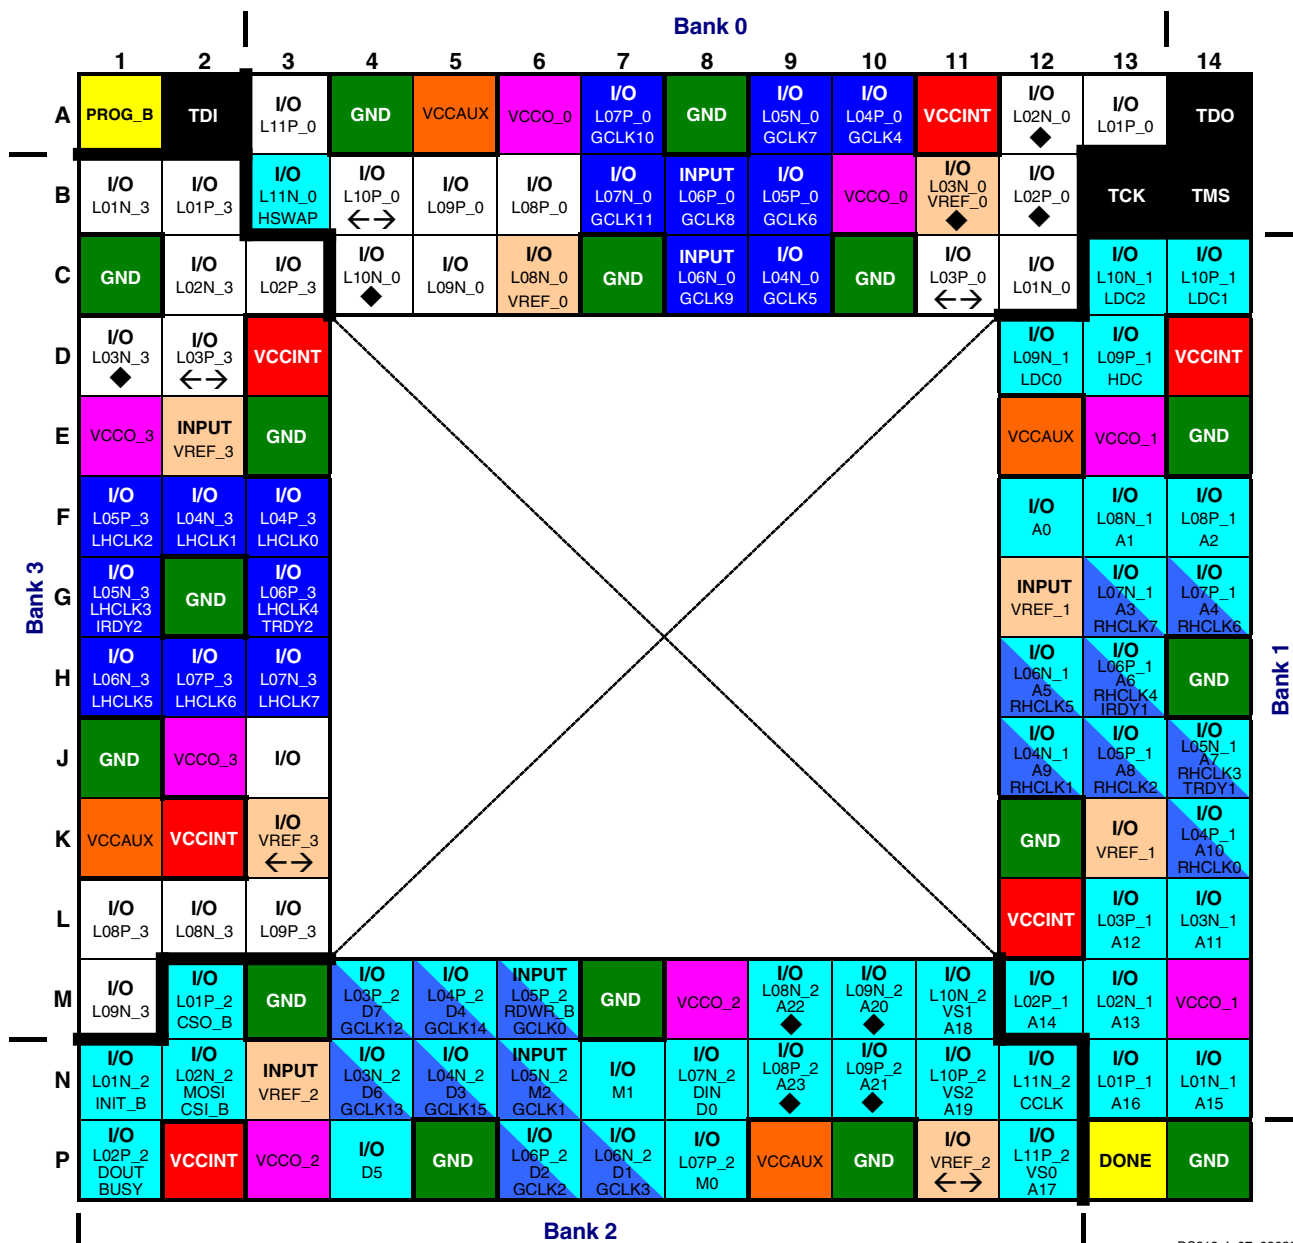 Bank 0
1 2 3 4 5 6 7 8 9 10 11 12 13 14
A
PROG_B
TDI
I/O
L11P_0
GND
VCCAUX
VCCO_0
I/O
L07P_0
GCLK10
GND
I/O
L05N_0
GCLK7
I/O
L04P_0
GCLK4
VCCINT
I/O
L02N_0
◆
I/O
L01P_0
TDO
B
I/O
L01N_3
I/O
L01P_3
I/O
L11N_0
HSWAP
I/O
L10P_0
←→
I/O
L09P_0
I/O
L08P_0
I/O
L07N_0
GCLK11
INPUT
L06P_0
GCLK8
I/O
L05P_0
GCLK6
VCCO_0
I/O
L03N_0
VREF_0
◆
I/O
L02P_0
◆
TCK
TMS
C
GND
I/O
L02N_3
I/O
L02P_3
I/O
L10N_0
◆
I/O
L09N_0
I/O
L08N_0
VREF_0
GND
INPUT
L06N_0
GCLK9
I/O
L04N_0
GCLK5
GND
I/O
L03P_0
←→
I/O
L01N_0
I/O
L10N_1
LDC2
I/O
L10P_1
LDC1
D
I/O
L03N_3
◆
I/O
L03P_3
←→
VCCINT
I/O
L09N_1
LDC0
I/O
L09P_1
HDC
VCCINT
E
VCCO_3
INPUT
VREF_3
GND
VCCAUX
VCCO_1
GND
F
I/O
L05P_3
LHCLK2
I/O
L04N_3
LHCLK1
I/O
L04P_3
LHCLK0
I/O
A0
I/O
L08N_1
A1
I/O
L08P_1
A2
Bank 3
G
I/O
L05N_3
LHCLK3
IRDY2
GND
I/O
L06P_3
LHCLK4
TRDY2
INPUT
VREF_1
I/O
L07N_1
A3
RHCLK7
I/O
L07P_1
A4
RHCLK6
H
I/O
L06N_3
LHCLK5
I/O
L07P_3
LHCLK6
I/O
L07N_3
LHCLK7
I/O
L06N_1
A5
RHCLK5
I/O
L06P_1
A6
RHCLK4
IRDY1
GND
Bank 1
J
GND
VCCO_3
I/O
I/O
L04N_1
A9
RHCLK1
I/O
L05P_1
A8
RHCLK2
I/O
L05N_1
A7
RHCLK3
TRDY1
K
VCCAUX
VCCINT
I/O
VREF_3
←→
GND
I/O
VREF_1
I/O
L04P_1
A10
RHCLK0
L
I/O
L08P_3
I/O
L08N_3
I/O
L09P_3
VCCINT
I/O
L03P_1
A12
I/O
L03N_1
A11
M
I/O
L09N_3
I/O
L01P_2
CSO_B
GND
I/O
L03P_2
D7
GCLK12
I/O
L04P_2
D4
GCLK14
INPUT
L05P_2
RDWR_B
GCLK0
GND
VCCO_2
I/O
L08N_2
A22
◆
I/O
L09N_2
A20
◆
I/O
L10N_2
VS1
A18
I/O
L02P_1
A14
I/O
L02N_1
A13
VCCO_1
N
I/O
L01N_2
INIT_B
I/O
L02N_2
MOSI
CSI_B
INPUT
VREF_2
I/O
L03N_2
D6
GCLK13
I/O
L04N_2
D3
GCLK15
INPUT
L05N_2
M2
GCLK1
I/O
M1
I/O
L07N_2
DIN
D0
I/O
L08P_2
A23
◆
I/O
L09P_2
A21
◆
I/O
L10P_2
VS2
A19
I/O
L11N_2
CCLK
I/O
L01P_1
A16
I/O
L01N_1
A15
P
I/O
L02P_2
DOUT
BUSY
VCCINT
VCCO_2
I/O
D5
GND
I/O
L06P_2
D2
GCLK2
I/O
L06N_2
D1
GCLK3
I/O
L07P_2
M0
VCCAUX
GND
I/O
VREF_2
←→
I/O
L11P_2
VS0
A17
DONE
GND
Bank 2